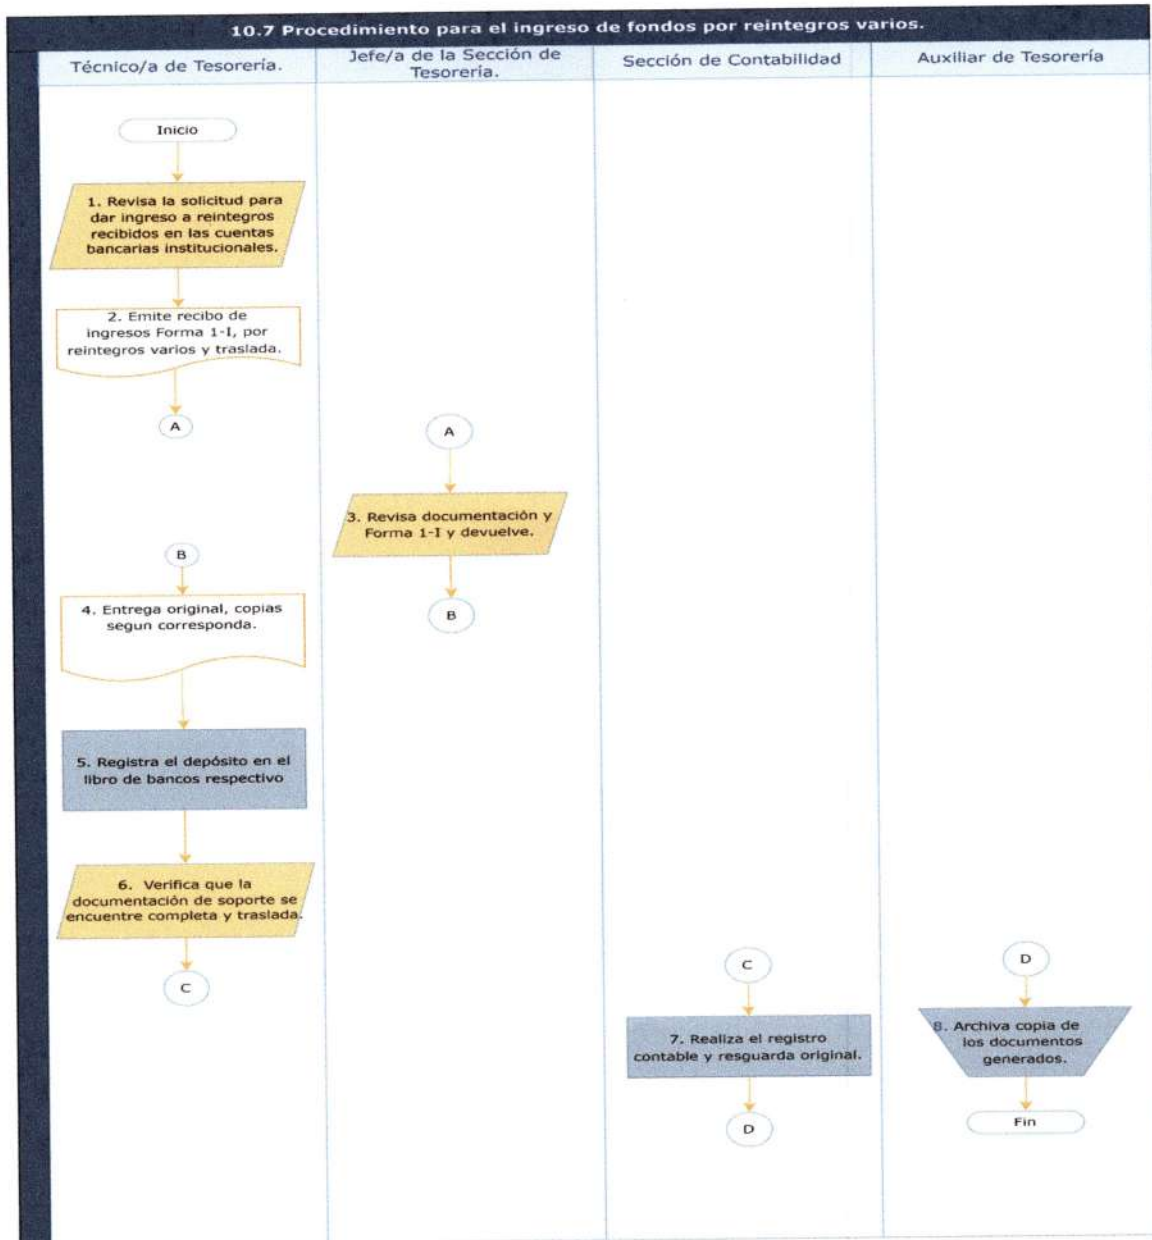 10.7 Procedimiento para el ingreso de fondos por reintegros varios.
Técnico/a de Tesorería.
Jefe/a de la Sección de
Tesorería.
Sección de Contabilidad
Auxiliar de Tesorería
Inicio
1. Revisa la solicitud para
dar ingreso a reintegros
recibidos en las cuentas
bancarias institucionales.
2. Emite recibo de
ingresos Forma 1-I, por
reintegros varios y traslada.
A
A
3. Revisa documentación y
Forma 1-I y devuelve.
B
B
4. Entrega original, copias
segun corresponda.
5. Registra el depósito en el
libro de bancos respectivo
6. Verifica que la
documentación de soporte se
encuentre completa y traslada.
C
C
7. Realiza el registro
contable y resguarda original.
D
D
8. Archiva copia de
los documentos
generados.
Fin